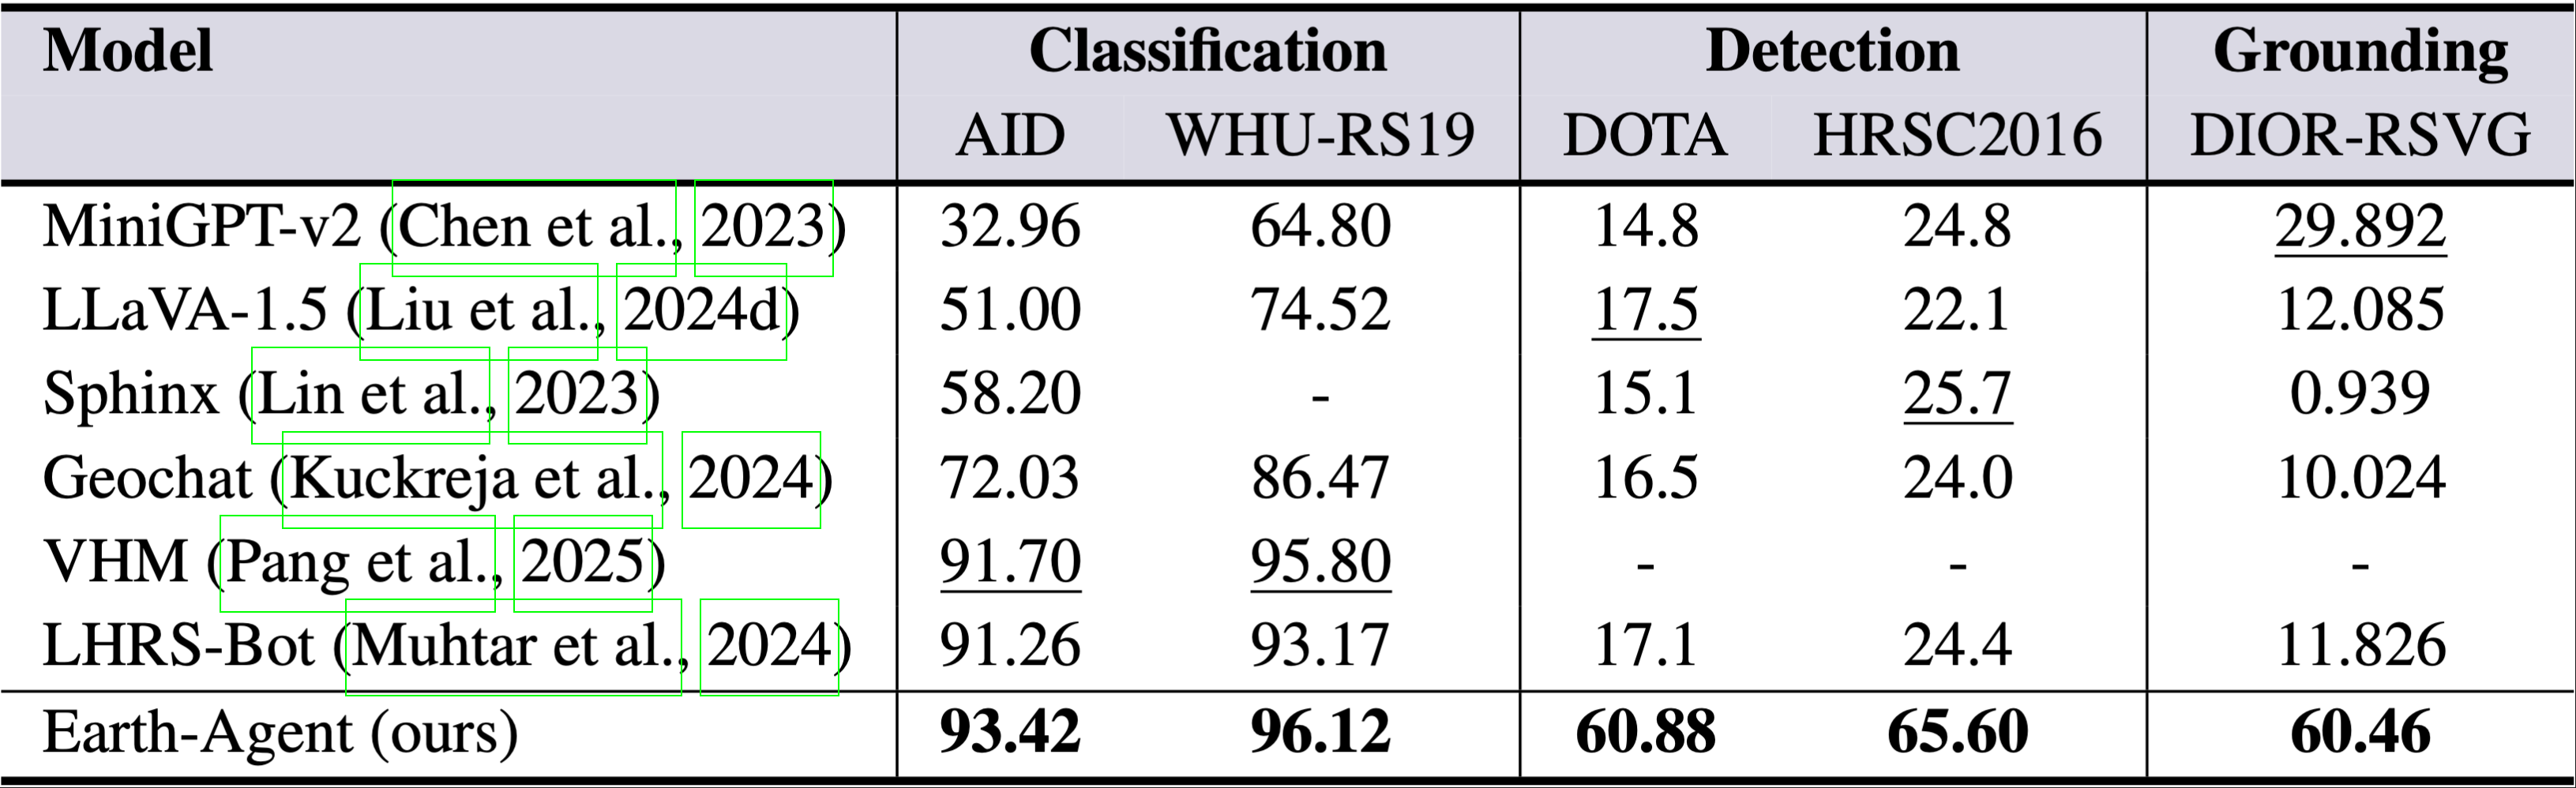 Model Classification Detection Grounding
AID WHU-RS19 DOTA HRSC2016 DIOR-RSVG
MiniGPT-v2 (Chen et al., 2023) 32.96 64.80 14.8 24.8 29.892
LLaVA-1.5 (Liu et al., 2024d) 51.00 74.52 17.5 22.1 12.085
Sphinx (Lin et al., 2023) 58.20 - 15.1 25.7 0.939
Geochat (Kuckreja et al., 2024) 72.03 86.47 16.5 24.0 10.024
VHM (Pang et al., 2025) 91.70 95.80 - - -
LHRS-Bot (Muhtar et al., 2024) 91.26 93.17 17.1 24.4 11.826
Earth-Agent (ours) 93.42 96.12 60.88 65.60 60.46